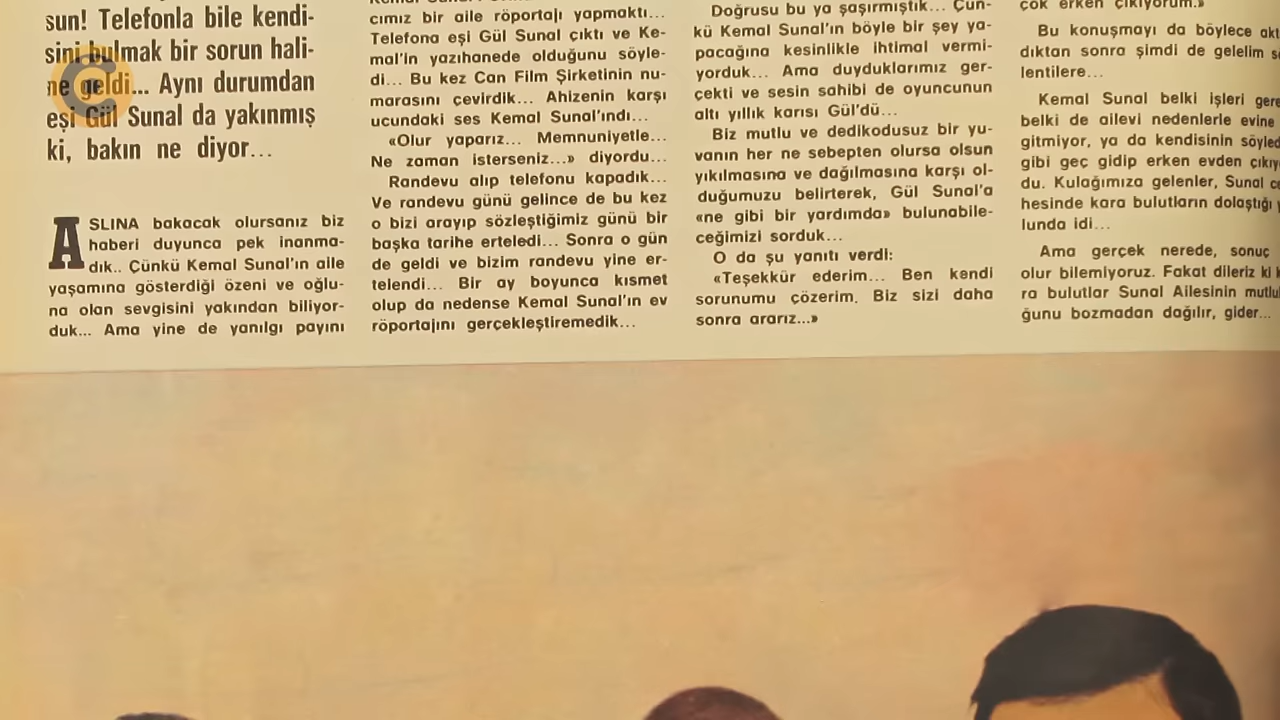 sun! Telefonla bile kendi-
sini bulmak bir sorun hali-
ne geldi... Aynı durumdan
eşi Gül Sunal da yakınmış
ki, bakın ne diyor...
ASLINA bakacak olursanız biz
haberi duyunca pek inanma-
dık.. Çünkü Kemal Sunal'ın aile
yaşamına gösterdiği özeni ve oğlu-
na olan sevgisini yakından biliyor-
duk... Ama yine de yanılgı payını
cımız bir aile röportajı yapmaktı...
Telefona eşi Gül Sunal çıktı ve Ke-
mal'in yazıhanede olduğunu söyle-
di... Bu kez Can Film Şirketinin nu-
marasını çevirdik... Ahizenin karşı
ucundaki ses Kemal Sunal'ındı...
«Olur yaparız... Memnuniyetle...
Ne zaman isterseniz...» diyordu...
Randevu alıp telefonu kapadık...
Ve randevu günü gelince de bu kez
o bizi arayıp sözleştiğimiz günü bir
başka tarihe erteledi... Sonra o gün
de geldi ve bizim randevu yine er-
telendi... Bir ay boyunca kısmet
olup da nedense Kemal Sunal'ın ev
röportajını gerçekleştiremedik...
Doğrusu bu ya şaşırmıştık... Çün-
kü Kemal Sunal'ın böyle bir şey ya-
pacağına kesinlikle ihtimal vermi-
yorduk... Ama duyduklarımız ger-
çekti ve sesin sahibi de oyuncunun
altı yıllık karısı Gül'dü...
Biz mutlu ve dedikodusuz bir yu-
vanın her ne sebepten olursa olsun
yıkılmasına ve dağılmasına karşı ol-
duğumuzu belirterek, Gül Sunal'a
«ne gibi bir yardımda» bulunabile-
ceğimizi sorduk...
O da şu yanıtı verdi:
«Teşekkür ederim... Ben kendi
sorunumu çözerim. Biz sizi daha
sonra ararız...»
çok erken çıkıyorum.»
Bu konuşmayı da böylece akt
dıktan sonra şimdi de gelelim s
lentilere...
Kemal Sunal belki işleri gere
belki de ailevi nedenlerle evine
gitmiyor, ya da kendisinin söyled
gibi geç gidip erken evden çıkıy
du. Kulağımıza gelenler, Sunal
hesinde kara bulutların dolaştığı
lunda idi...
Ama gerçek nerede, sonuç
olur bilemiyoruz. Fakat dileriz ki
ra bulutlar Sunal Ailesinin mutlu
ğunu bozmadan dağılır, gider...